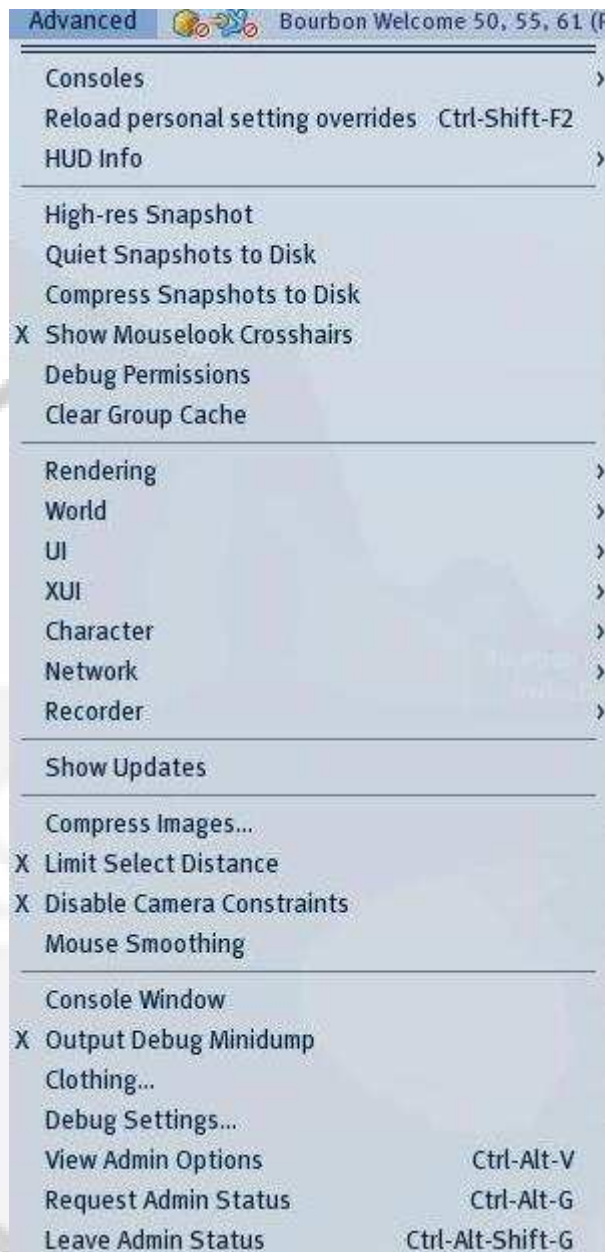 Advanced Bourbon Welcome 50, 55, 61 (
Consoles
Reload personal setting overrides Ctrl-Shift-F2
HUD Info
High-res Snapshot
Quiet Snapshots to Disk
Compress Snapshots to Disk
X Show Mouselook Crosshairs
Debug Permissions
Clear Group Cache
Rendering
World
UI
XUI
Character
Network
Recorder
Show Updates
Compress Images...
X Limit Select Distance
X Disable Camera Constraints
Mouse Smoothing
Console Window
X Output Debug Minidump
Clothing...
Debug Settings...
View Admin Options Ctrl-Alt-V
Request Admin Status Ctrl-Alt-G
Leave Admin Status Ctrl-Alt-Shift-G